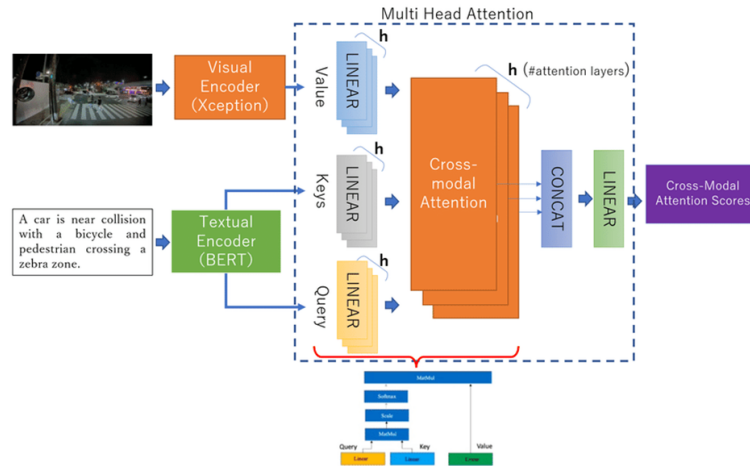 Multi Head Attention
Visual
Encoder
(Xception)
Value
LINEAR
h
h (#attention layers)
Keys
LINEAR
h
Cross-
modal
Attention
CONCAT
LINEAR
Cross-Modal
Attention Scores
A car is near collision
with a bicycle and
pedestrian crossing a
zebra zone.
Textual
Encoder
(BERT)
Query
LINEAR
h
MatMul
Softmax
Scale
MatMul
Query
Key
Value
Linear
Linear
Linear